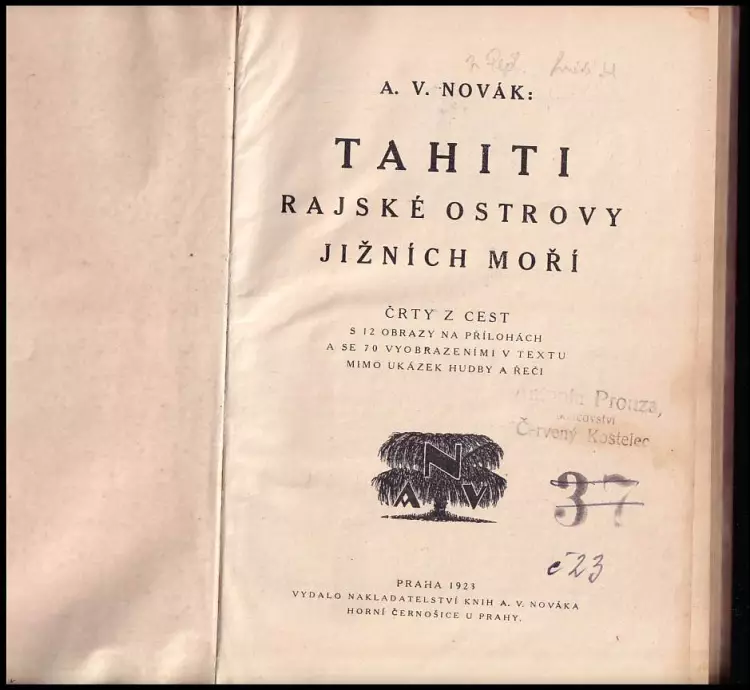 A. V. NOVÁK:
TAHITI
RAJSKÉ OSTROVY
JIŽNÍCH MOŘÍ
ČRTY Z CEST
S 12 OBRAZY NA PŘÍLOHÁCH
A SE 70 VYOBRAZENÍMI V TEXTU
MIMO UKÁZEK HUDBY A ŘEČI
Prouza,
Červený Kostelec
N
A V
37
č 23
PRAHA 1923
VYDALO NAKLADATELSTVÍ KNIH A. V. NOVÁKA
HORNÍ ČERNOŠICE U PRAHY.